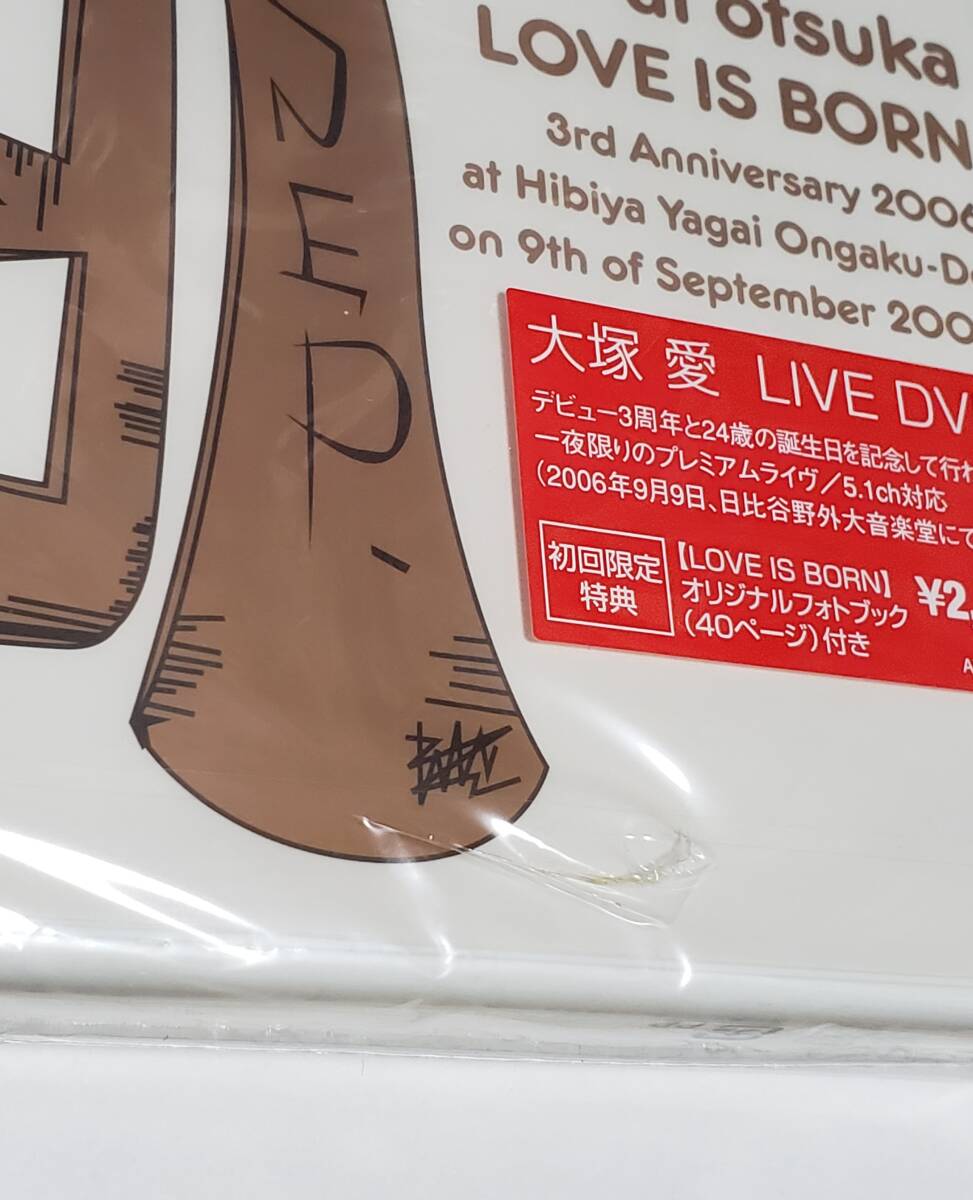 otsuka
LOVE IS BORN
3rd Anniversary 2006
at Hibiya Yagai Ongaku-D
on 9th of September 200
大塚 愛 LIVE DV
デビュー3周年と24歳の誕生日を記念して行わ
一夜限りのプレミアムライヴ/5.1ch対応
(2006年9月9日、日比谷野外大音楽堂にて
初回限定
特典
【LOVE IS BORN】
オリジナルフォトブック
(40ページ)付き
¥2,
A